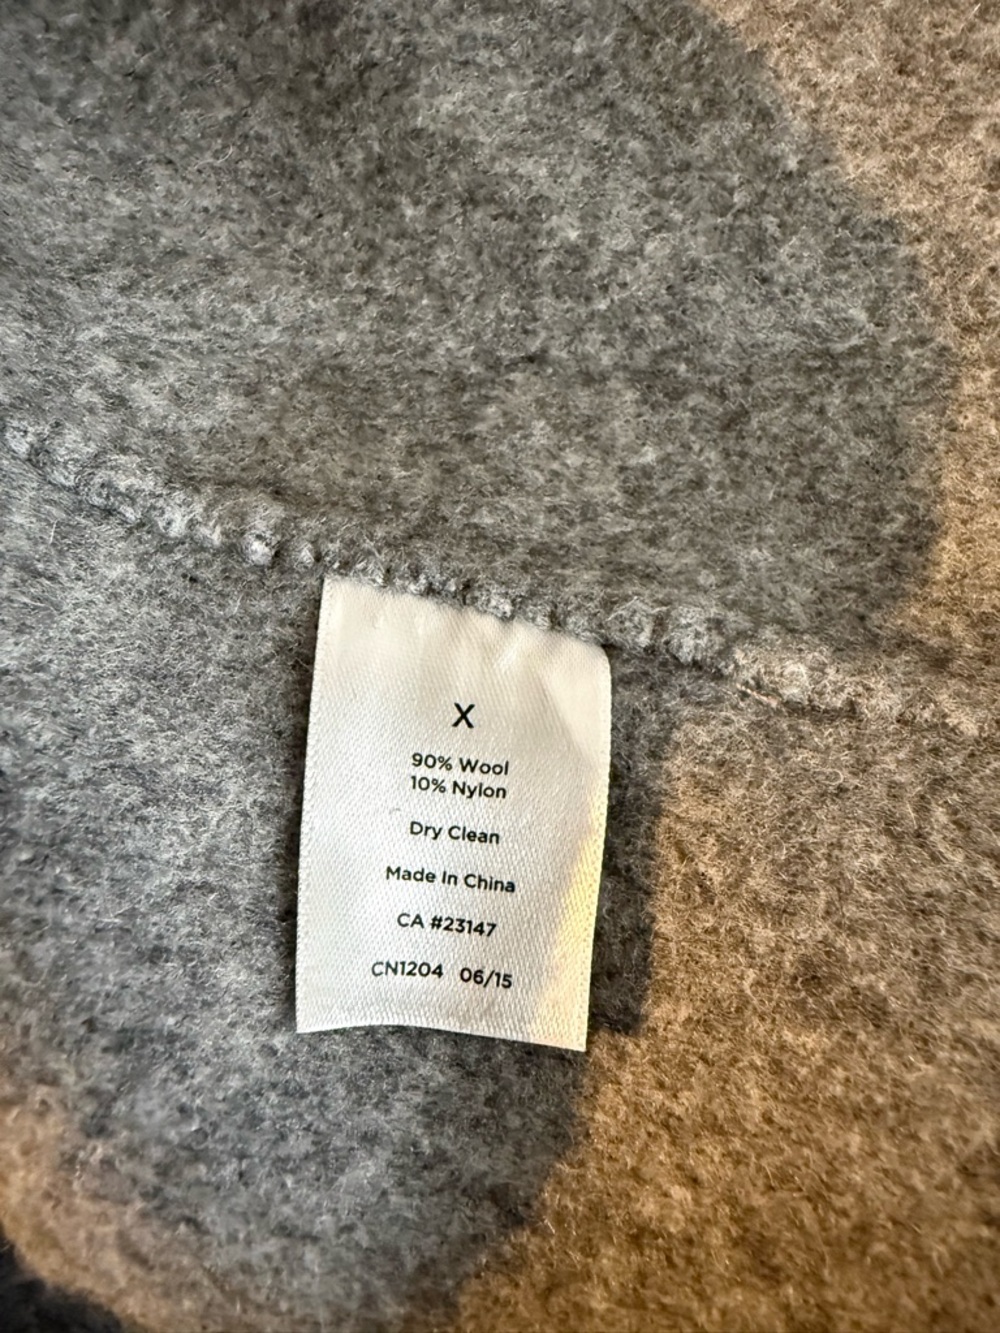 X
90% Wool
10% Nylon
Dry Clean
Made In China
CA #23147
CN1204 06/15